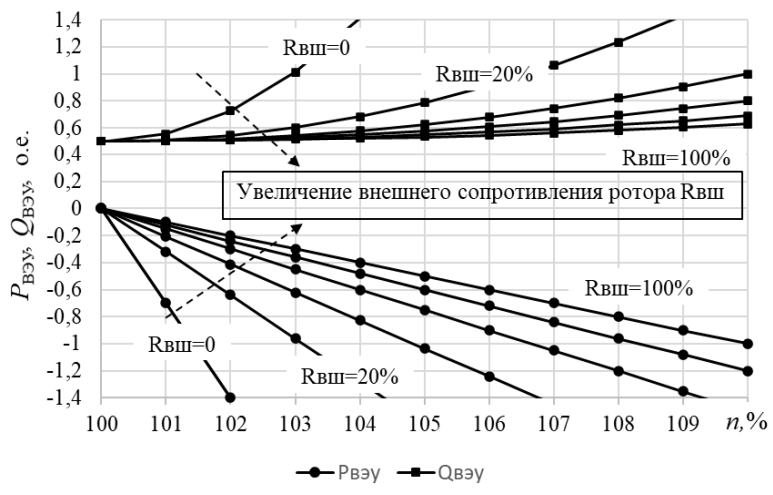 1,4
1,2
1
0,8
0,6
0,4
0,2
0
-0,2
-0,4
-0,6
-0,8
-1
-1,2
-1,4
Pвэу, Qвэу, о.е.
Rвш=0
Rвш=20%
Rвш=100%
Увеличение внешнего сопротивления ротора Rвш
Rвш=100%
Rвш=0
Rвш=20%
100 101 102 103 104 105 106 107 108 109 n,%
Pвэу Qвэу